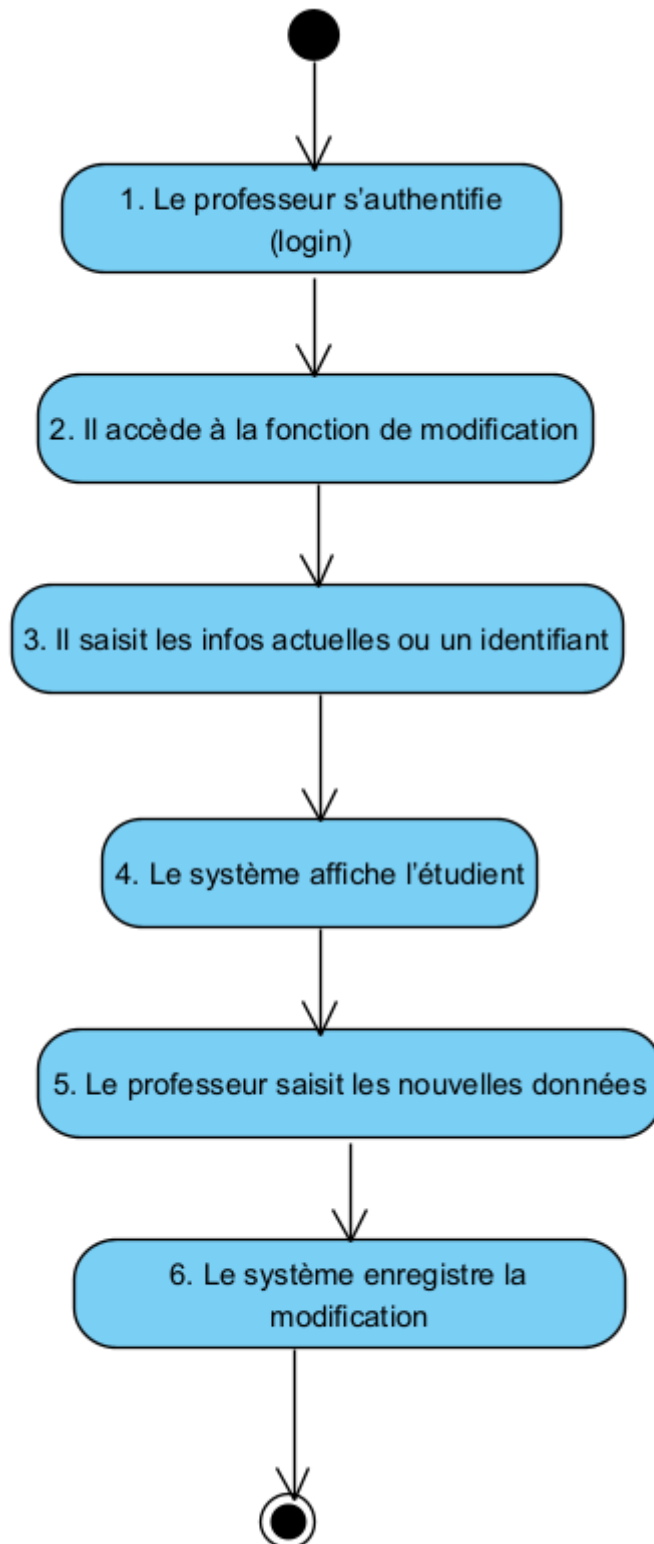 1. Le professeur s'authentifie
(login)
2. Il accède à la fonction de modification
3. Il saisit les infos actuelles ou un identifiant
4. Le système affiche l'étudient
5. Le professeur saisit les nouvelles données
6. Le système enregistre la
modification